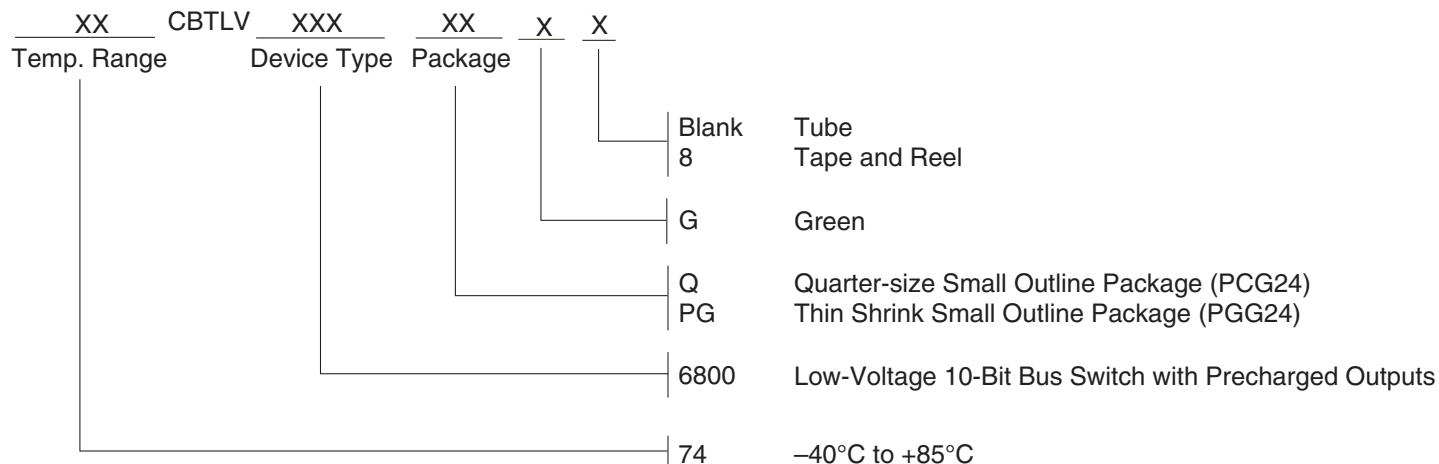 XX CBTLV XXX XX X X
Temp. Range Device Type Package
Blank Tube
8 Tape and Reel
G Green
Q Quarter-size Small Outline Package (PCG24)
PG Thin Shrink Small Outline Package (PGG24)
6800 Low-Voltage 10-Bit Bus Switch with Precharged Outputs
74 –40°C to +85°C